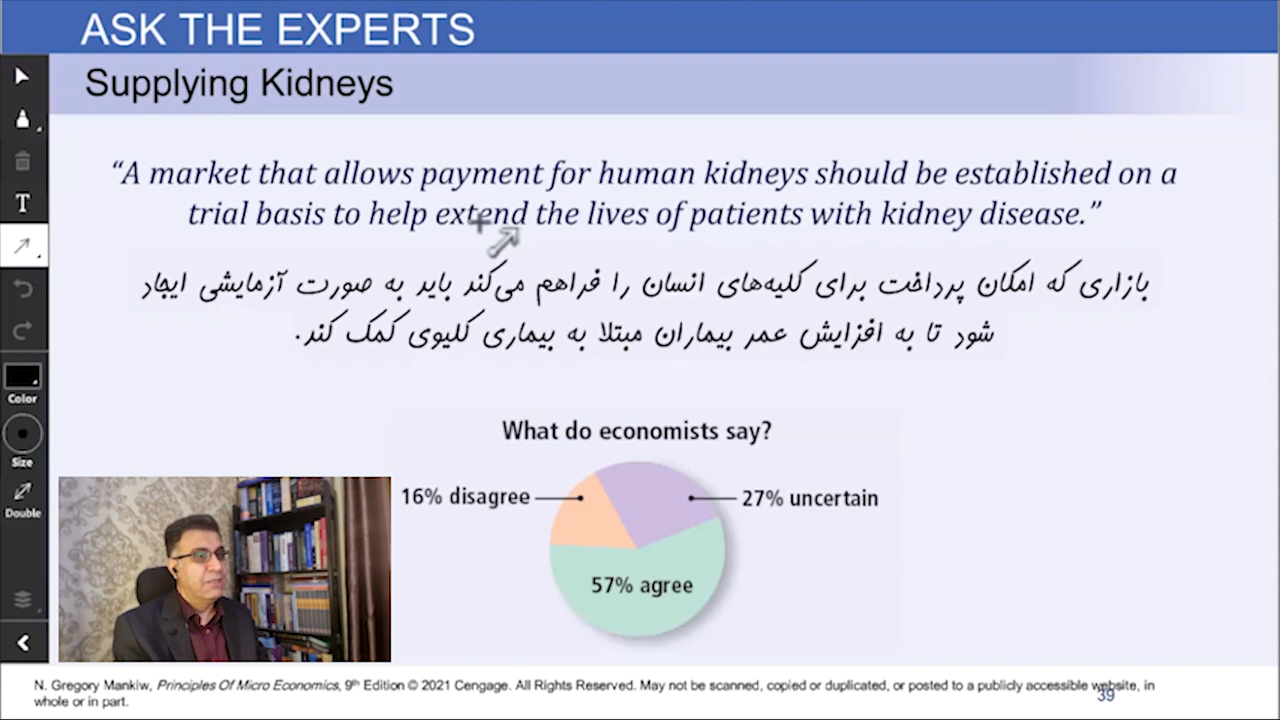 ASK THE EXPERTS
Supplying Kidneys
“A market that allows payment for human kidneys should be established on a
trial basis to help extend the lives of patients with kidney disease.”
بازاری که امکان پرداخت برای کلیه‌های انسان را فراهم می‌کند باید به صورت آزمایشی ایجاد
شود تا به افزایش عمر بیماران مبتلا به بیماری کلیوی کمک کند.
What do economists say?
16% disagree
27% uncertain
57% agree
T
Color
Size
Double
N. Gregory Mankiw, Principles Of Micro Economics, 9th Edition © 2021 Cengage. All Rights Reserved. May not be scanned, copied or duplicated, or posted to a publicly accessible website, in
whole or in part.
39